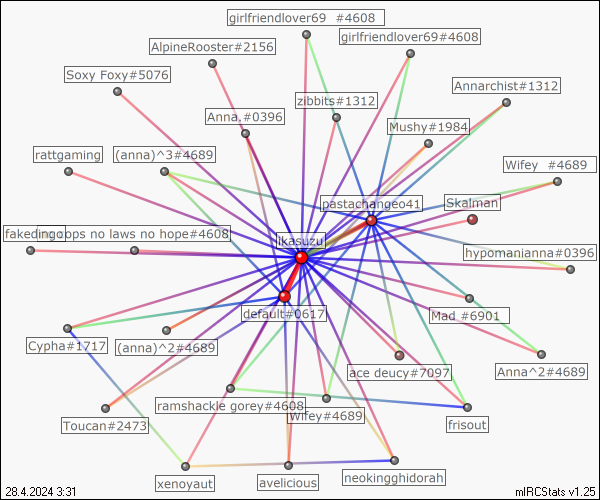 girlfriendlover69 #4608
girlfriendlover69#4608
AlpineRooster#2156
Soxy Foxy#5076
Annarchist#1312
zibbits#1312
Anna.#0396
Mushy#1984
rattgaming
(anna)^3#4689
Wifey #4689
pastachangeo41
Skalman
fakeding
opps no laws no hope#4608
ikasuzu
hypomanianna#0396
default#0617
Mad #6901
Cypha#1717
(anna)^2#4689
ace deucy#7097
Anna^2#4689
ramshackle gorey#4608
Wifey#4689
Toucan#2473
frisout
xenoyaut
avelicious
neokingghidorah
28.4.2024 3:31
mIRCStats v1.25